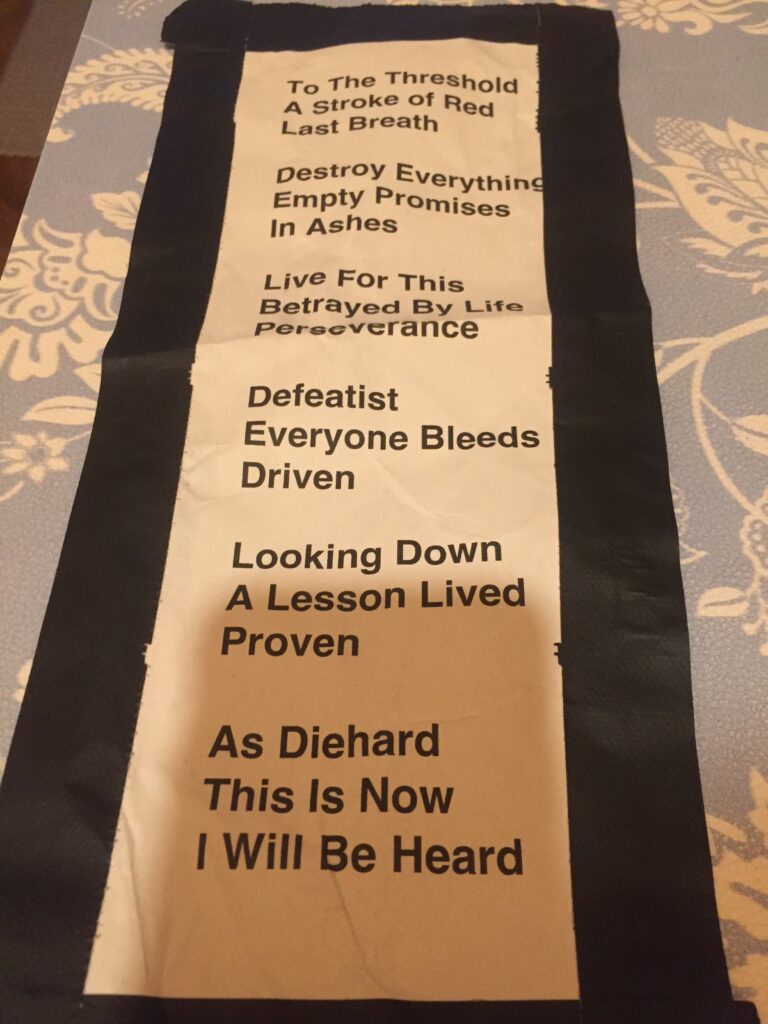 To The Threshold
A Stroke of Red
Last Breath
Destroy Everything
Empty Promises
In Ashes
Live For This
Betrayed By Life
Perseverance
Defeatist
Everyone Bleeds
Driven
Looking Down
A Lesson Lived
Proven
As Diehard
This Is Now
I Will Be Heard